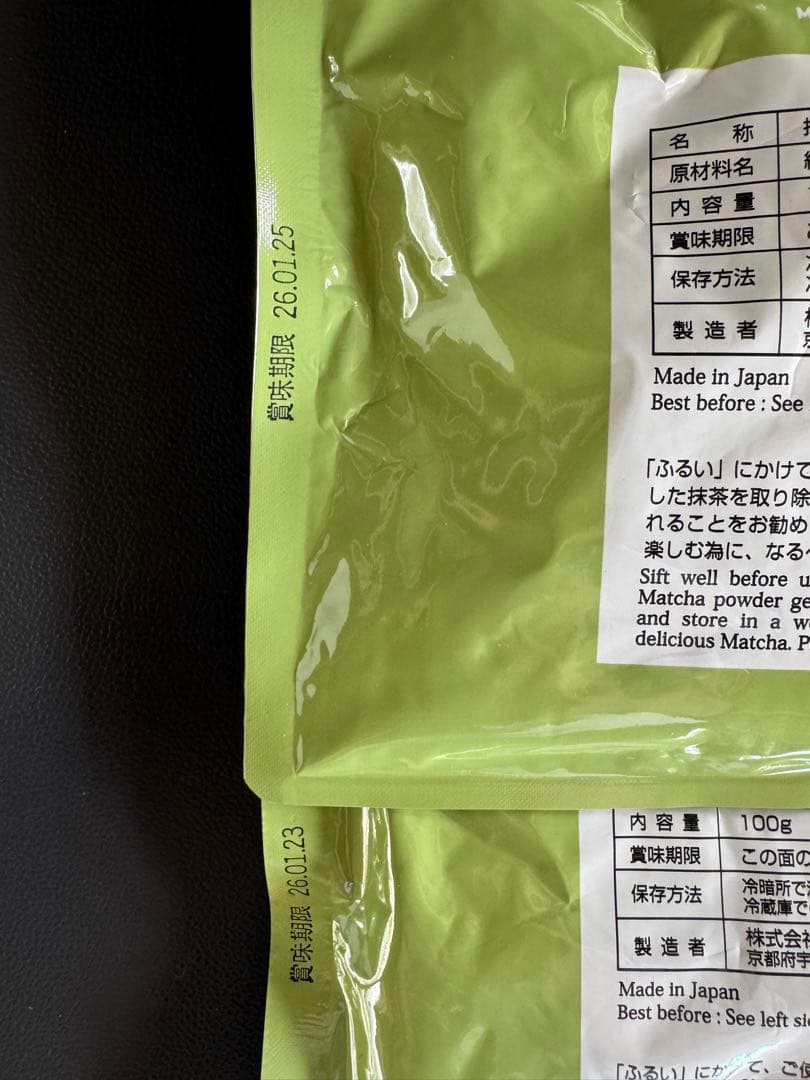 賞味期限 26.01.25
名称
原材料名
内容量
賞味期限
保存方法
製造者
Made in Japan
Best before : See
「ふるい」にかけて
した抹茶を取り除
れることをお勧め
楽しむ為に、なるべ
Sift well before u
Matcha powder ge
and store in a w
delicious Matcha. P
賞味期限 26.01.23
内容量 100g
賞味期限 この面の
保存方法 冷暗所で
冷蔵庫で
製造者 株式会社
京都府宇
Made in Japan
Best before : See left si
「ふるい」にかけて、ご使